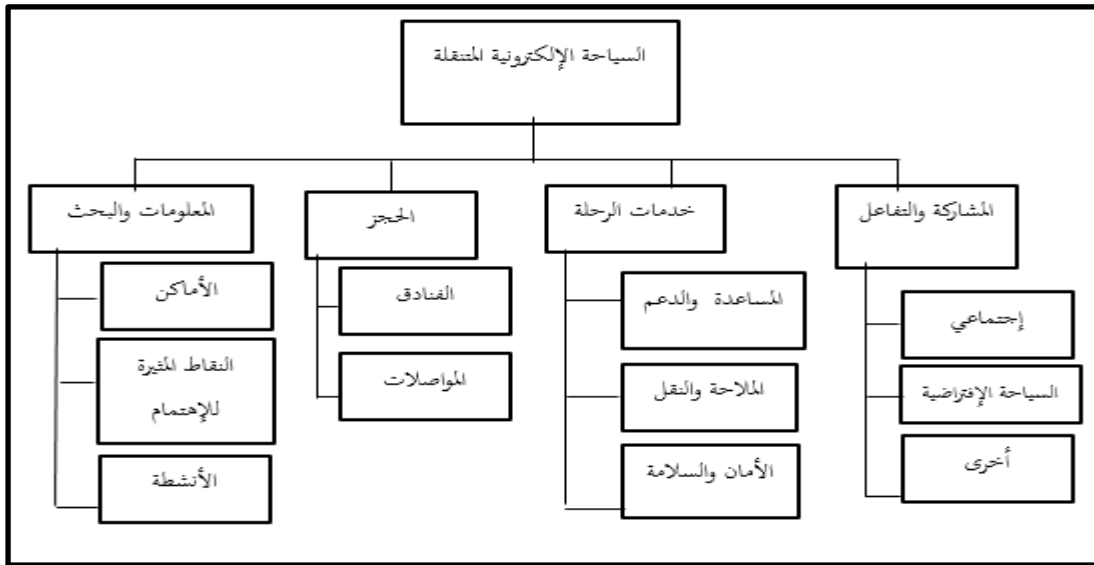 السياحة الإلكترونية المتنقلة
المشاركة والتفاعل
إجتماعي
السياحة الإفتراضية
أخرى
خدمات الرحلة
المساعدة والدعم
الملاحة والنقل
الأمان والسلامة
الحجز
الفنادق
المواصلات
المعلومات والبحث
الأماكن
النقاط المثيرة
للإهتمام
الأنشطة